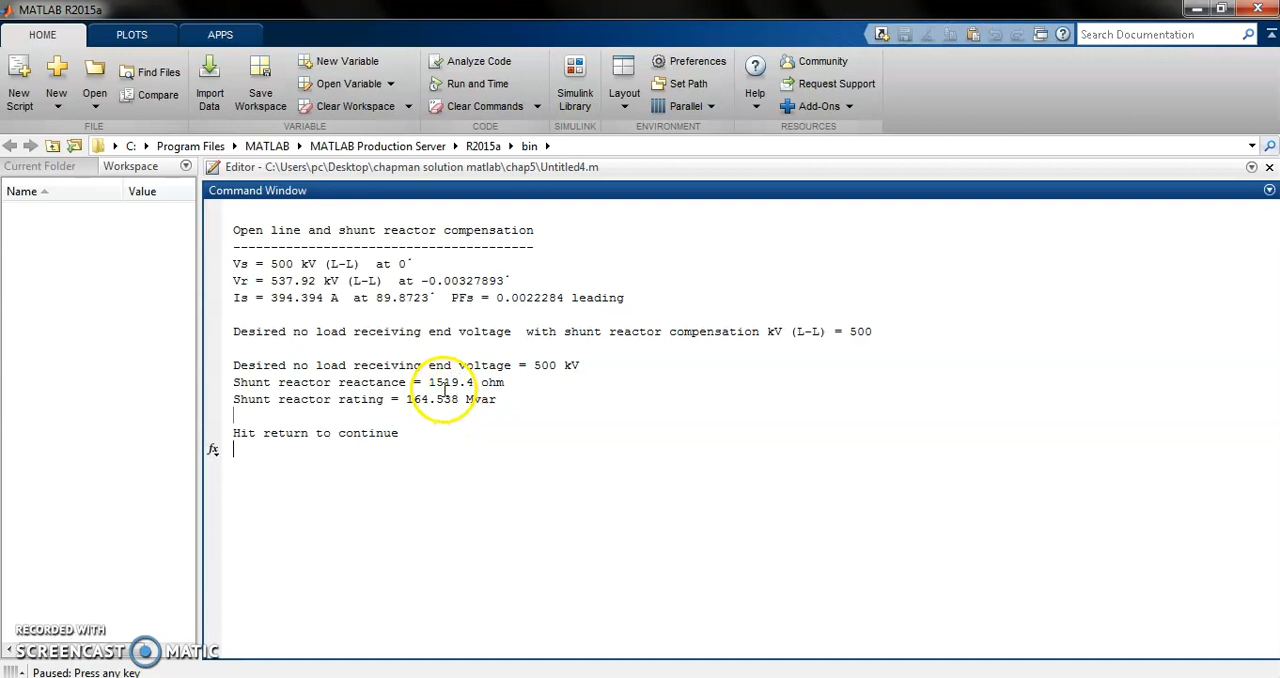 MATLAB R2015a
HOME PLOTS APPS Search Documentation
New Script New Open Find Files Compare Import Data Save Workspace New Variable Open Variable Clear Workspace Analyze Code Run and Time Clear Commands Simulink Library Layout Preferences Set Path Parallel Help Community Request Support Add-Ons
FILE VARIABLE CODE SIMULINK ENVIRONMENT RESOURCES
C: Program Files MATLAB MATLAB Production Server R2015a bin
Current Folder Workspace Editor - C:\Users\pc\Desktop\chapman solution matlab\chap5\Untitled4.m
Name Value Command Window
Open line and shunt reactor compensation
----------------------------------------
Vs = 500 kV (L-L) at 0´
Vr = 537.92 kV (L-L) at -0.00327893´
Is = 394.394 A at 89.8723´ PFs = 0.0022284 leading
Desired no load receiving end voltage with shunt reactor compensation kV (L-L) = 500
Desired no load receiving end voltage = 500 kV
Shunt reactor reactance = 1519.4 ohm
Shunt reactor rating = 164.538 Mvar
Hit return to continue
fx
RECORDED WITH
SCREENCAST MATIC
Paused: Press any key